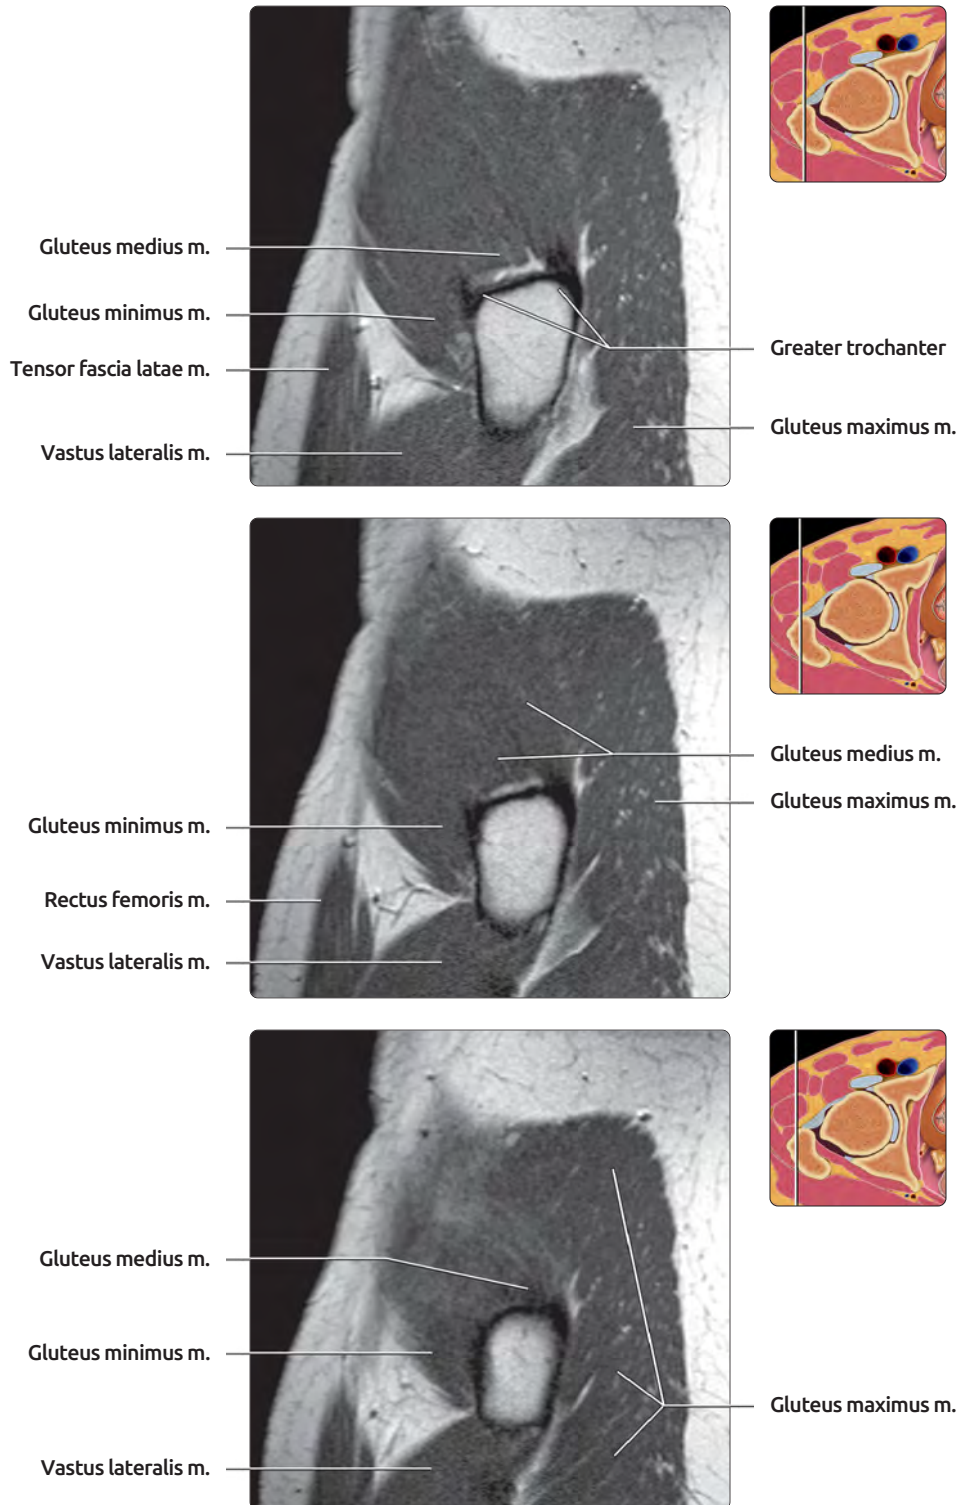 Gluteus medius m.
Gluteus minimus m.
Tensor fascia latae m.
Vastus lateralis m.
Greater trochanter
Gluteus maximus m.
Gluteus minimus m.
Rectus femoris m.
Vastus lateralis m.
Gluteus medius m.
Gluteus maximus m.
Gluteus medius m.
Gluteus minimus m.
Vastus lateralis m.
Gluteus maximus m.